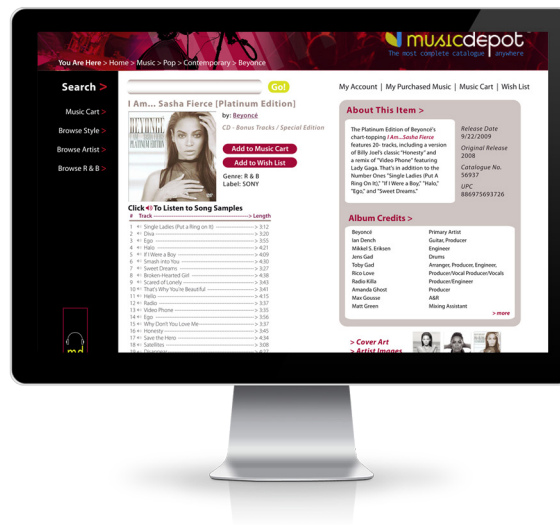 musicdepot
The most complete catalogue | anywhere
You Are Here > Home > Music > Pop > Contemporary > Beyonce
Search >
Go!
My Account | My Purchased Music | Music Cart | Wish List
Music Cart >
Browse Style >
Browse Artist >
Browse R & B >
I Am... Sasha Fierce [Platinum Edition]
BEYONCÉ
PLATINUM EDITION
by: Beyoncé
CD - Bonus Tracks / Special Edition
Add to Music Cart
Add to Wish List
Genre: R & B
Label: SONY
Click To Listen to Song Samples
# Track > Length
1 Single Ladies (Put a Ring on It) > 3:12
2 Diva > 3:20
3 Ego > 3:55
4 Halo > 4:21
5 If I Were a Boy > 4:09
6 Smash Into You > 4:30
7 Sweet Dreams > 3:27
8 Broken-Hearted Girl > 4:38
9 Scared of Lonely > 3:43
10 That's Why You're Beautiful > 3:41
11 Hello > 4:15
12 Radio > 3:37
13 Video Phone > 3:35
14 Ego > 3:56
15 Why Don't You Love Me > 3:37
16 Honesty > 3:45
17 Save the Hero > 4:34
18 Satellites > 3:08
md
About This Item >
The Platinum Edition of Beyonce's
chart-topping I Am...Sasha Fierce
features 20- tracks, including a version
of Billy Joel's classic "Honesty" and
a remix of "Video Phone" featuring
Lady Gaga. That's in addition to the
Number Ones "Single Ladies (Put A
Ring On It)," "If I Were a Boy," "Halo,"
"Ego," and "Sweet Dreams."
Release Date
9/22/2009
Original Release
2008
Catalogue No.
56937
UPC
886975693726
Album Credits >
Beyoncé Primary Artist
Ian Dench Guitar, Producer
Mikkel S. Eriksen Engineer
Jens Gad Drums
Toby Gad Arranger, Producer, Engineer,
Rico Love Producer/Vocal Producer/Vocals
Radio Killa Producer/Engineer
Amanda Ghost Producer
Max Gousse A&R
Matt Green Mixing Assistant
> more
> Cover Art
> Artist Images